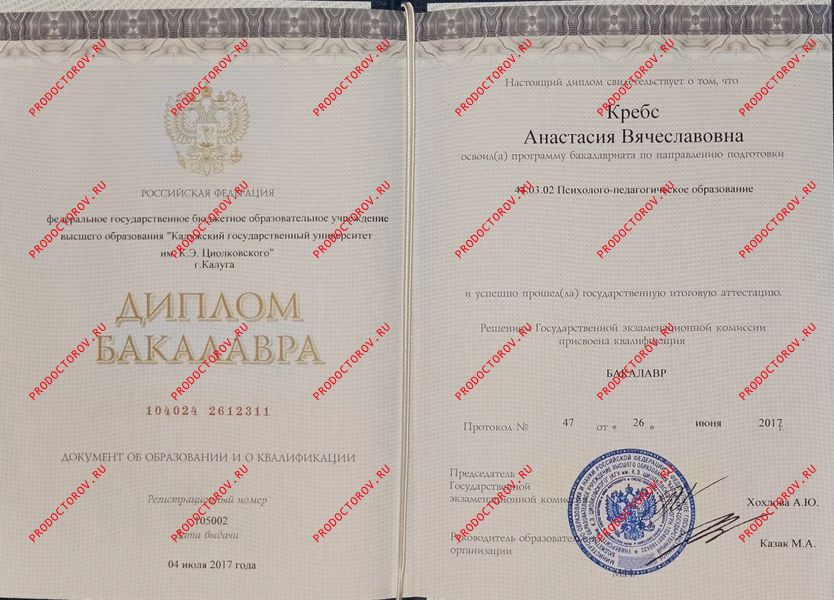 РОССИЙСКАЯ ФЕДЕРАЦИЯ
федеральное государственное бюджетное образовательное учреждение
высшего образования "Калужский государственный университет
им. К.Э. Циолковского"
г.Калуга
ДИПЛОМ
БАКАЛАВРА
104024 2612311
ДОКУМЕНТ ОБ ОБРАЗОВАНИИ И О КВАЛИФИКАЦИИ
Регистрационный номер
105002
Дата выдачи
04 июля 2017 года
Настоящий диплом свидетельствует о том, что
Кребс
Анастасия Вячеславовна
освоил(а) программу бакалавриата по направлению подготовки
44.03.02 Психолого-педагогическое образование
и успешно прошел(ла) государственную итоговую аттестацию.
Решением Государственной экзаменационной комиссии
присвоена квалификация
БАКАЛАВР
Протокол № 47 от « 26 » июня 2017 г.
Председатель
Государственной
экзаменационной комиссии
Хохлова А.Ю.
Руководитель образовательной
организации
Казак М.А.
М.П.
PRODOCTOROV.RU